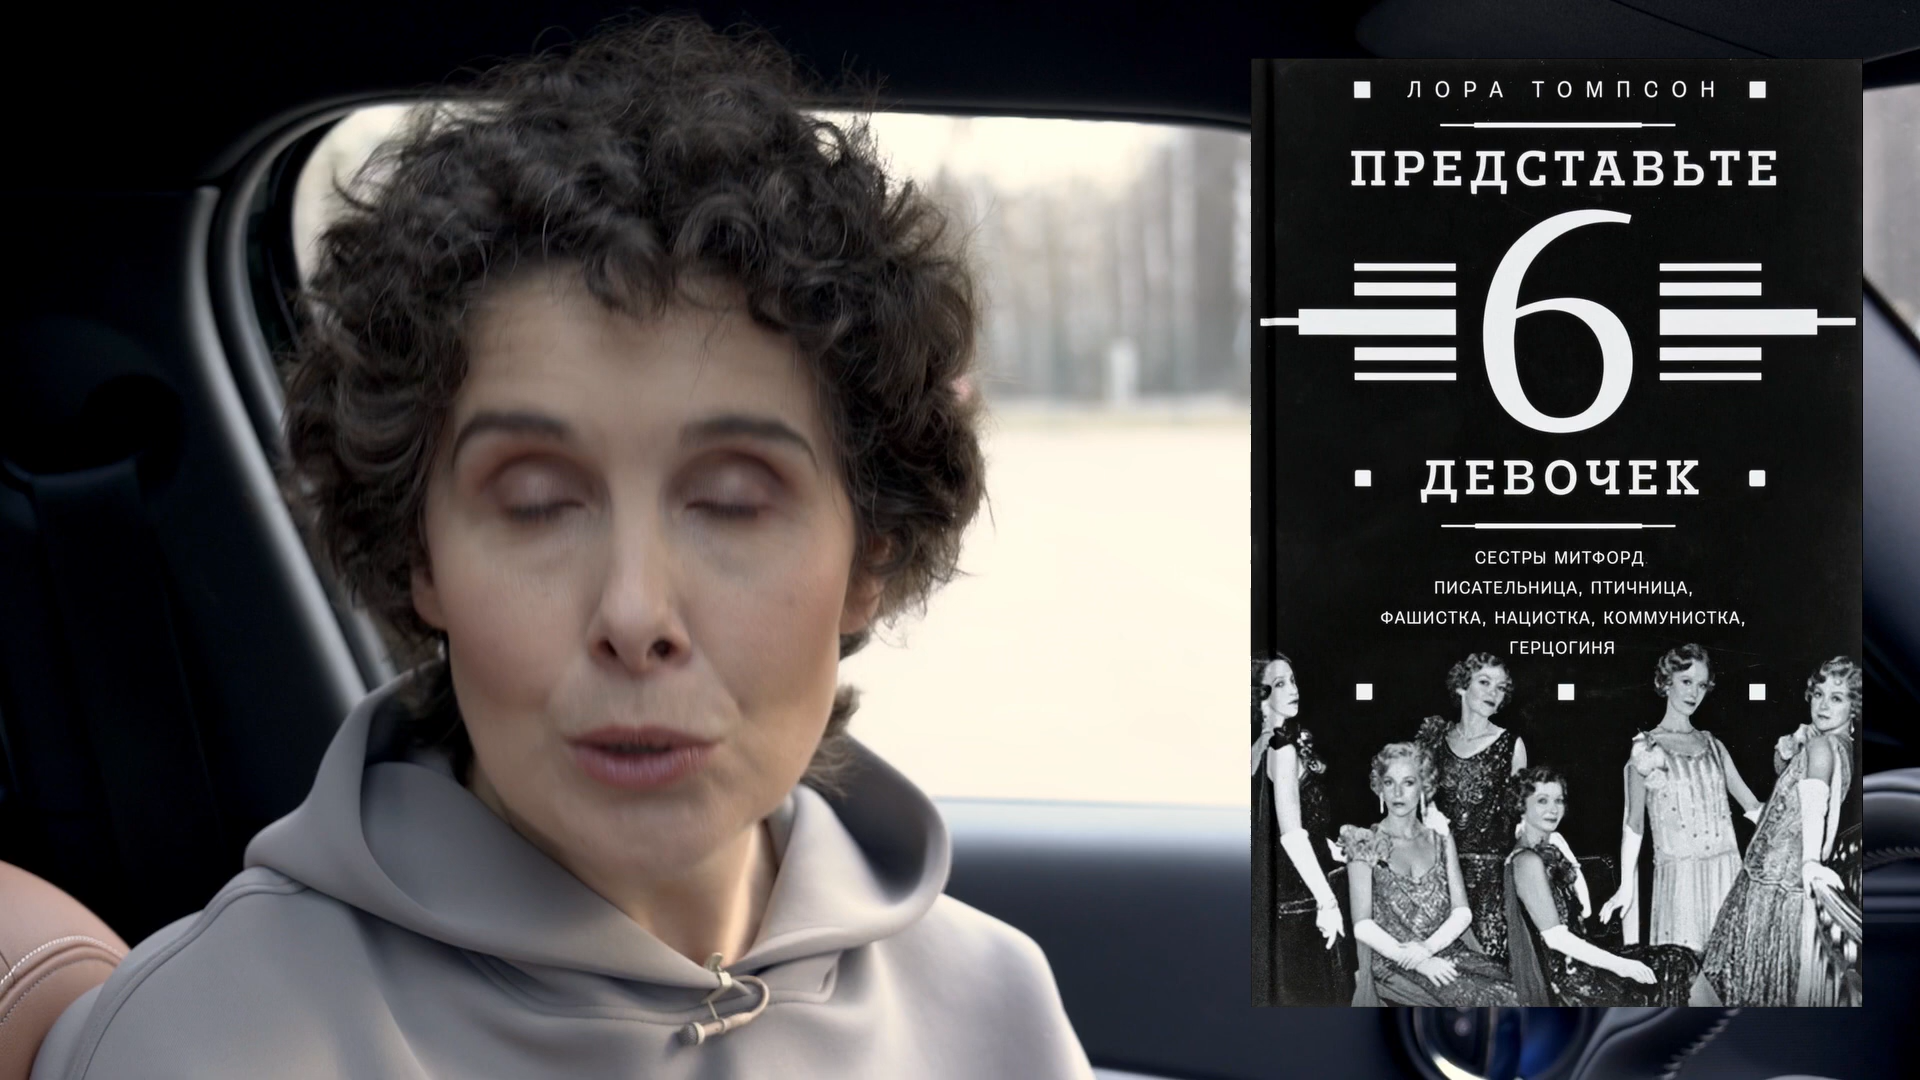 ЛОРА ТОМПСОН
ПРЕДСТАВЬТЕ
6
ДЕВОЧЕК
СЕСТРЫ МИТФОРД
ПИСАТЕЛЬНИЦА, ПТИЧНИЦА,
ФАШИСТКА, НАЦИСТКА, КОММУНИСТКА,
ГЕРЦОГИНЯ